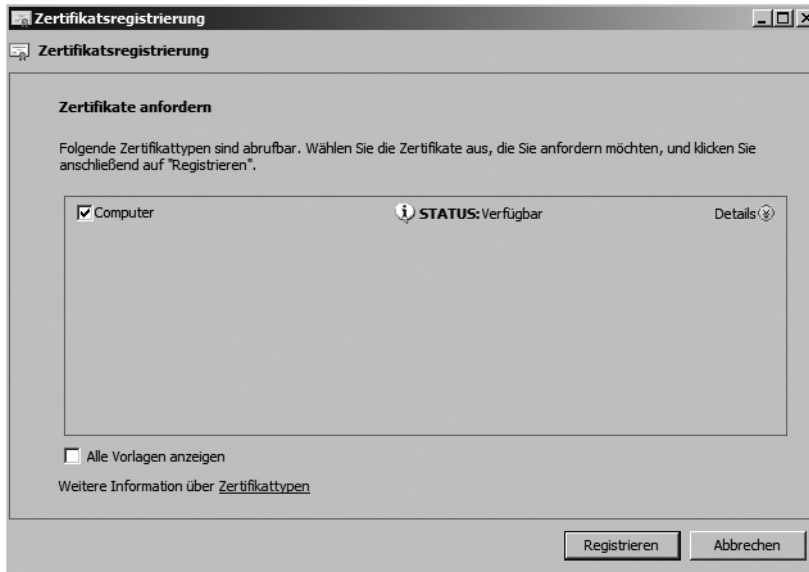 Zertifikatsregistrierung
Zertifikatsregistrierung
Zertifikate anfordern
Folgende Zertifikattypen sind abrufbar. Wählen Sie die Zertifikate aus, die Sie anfordern möchten, und klicken Sie
anschließend auf "Registrieren".
Computer STATUS: Verfügbar Details
Alle Vorlagen anzeigen
Weitere Information über Zertifikattypen
Registrieren Abbrechen